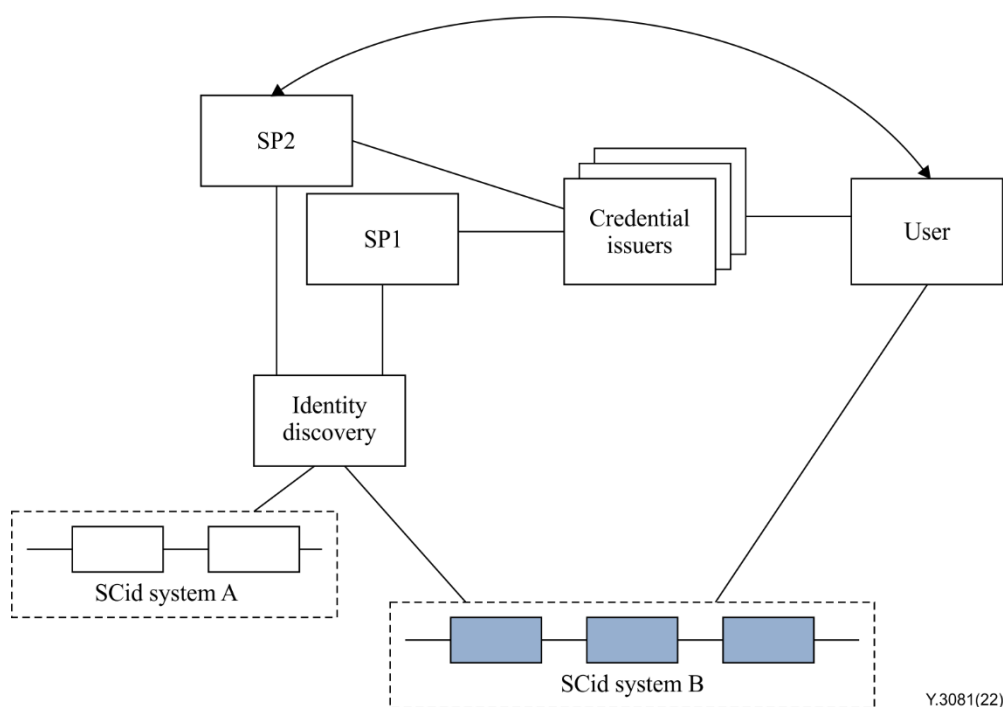 SP2
SP1
Credential
issuers
User
Identity
discovery
SCid system A
SCid system B
Y.3081(22)